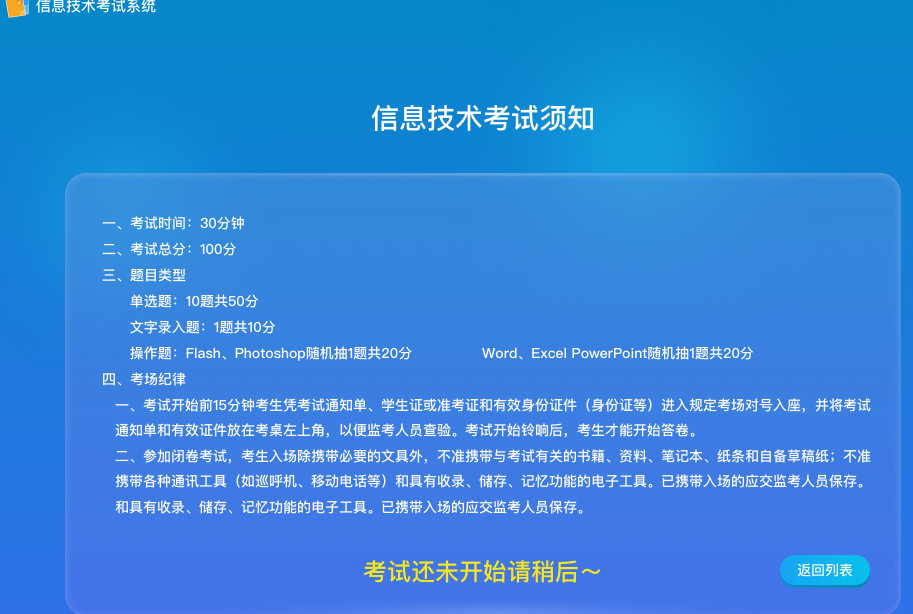 信息技术考试系统
信息技术考试须知
一、考试时间：30分钟
二、考试总分：100分
三、题目类型
单选题：10题共50分
文字录入题：1题共10分
操作题：Flash、Photoshop随机抽1题共20分 Word、Excel PowerPoint随机抽1题共20分
四、考场纪律
一、考试开始前15分钟考生凭考试通知单、学生证或准考证和有效身份证件（身份证等）进入规定考场对号入座，并将考试
通知单和有效证件放在考桌左上角，以便监考人员查验。考试开始铃响后，考生才能开始答卷。
二、参加闭卷考试，考生入场除携带必要的文具外，不准携带与考试有关的书籍、资料、笔记本、纸条和自备草稿纸；不准
携带各种通讯工具（如巡呼机、移动电话等）和具有收录、储存、记忆功能的电子工具。已携带入场的应交监考人员保存。
和具有收录、储存、记忆功能的电子工具。已携带入场的应交监考人员保存。
考试还未开始请稍后～
返回列表